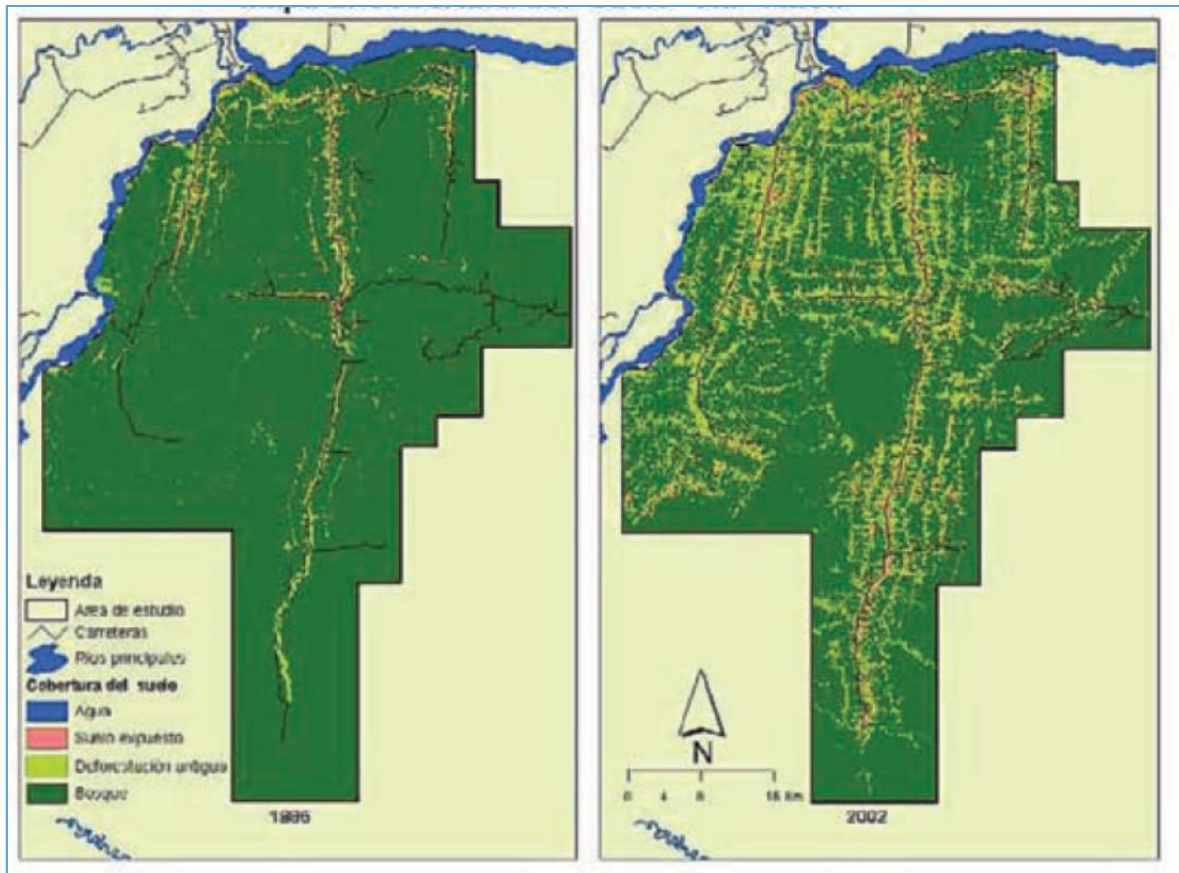 Leyenda
Area de estudio
Carreteras
Rios principales
Cobertura del suelo
Agua
Suelo expuesto
Deforestación antigua
Bosque
N
0 4 8 16 km
2002